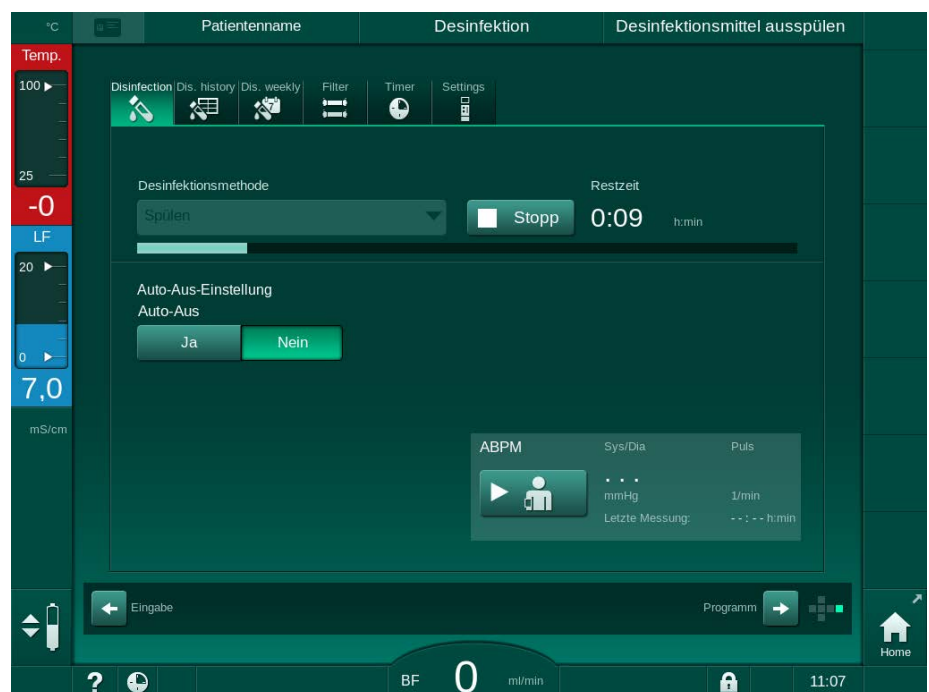 °C
Patientenname
Desinfektion
Desinfektionsmittel ausspülen
Temp.
100
25
-0
LF
20
0
7,0
mS/cm
Disinfection
Dis. history
Dis. weekly
Filter
Timer
Settings
7
Desinfektionsmethode
Restzeit
Spülen
Stopp
0:09
h:min
Auto-Aus-Einstellung
Auto-Aus
Ja
Nein
ABPM
Sys/Dia
Puls
. . .
mmHg
1/min
Letzte Messung:
--:-- h:min
Eingabe
Programm
Home
?
BF
0
ml/min
11:07